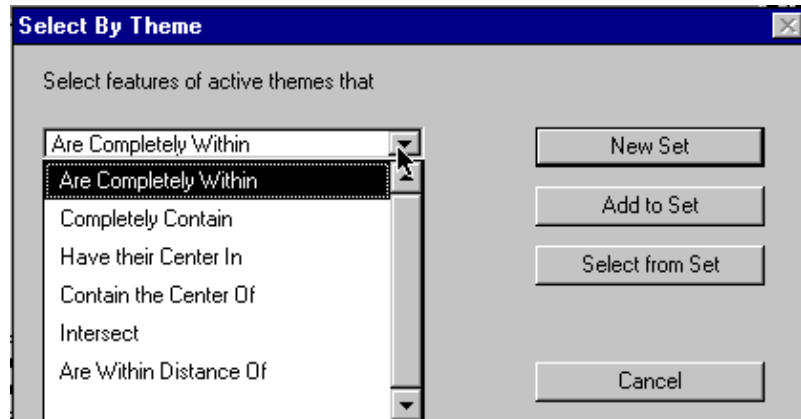 Select By Theme
Select features of active themes that
Are Completely Within
Are Completely Within
Completely Contain
Have their Center In
Contain the Center Of
Intersect
Are Within Distance Of
New Set
Add to Set
Select from Set
Cancel